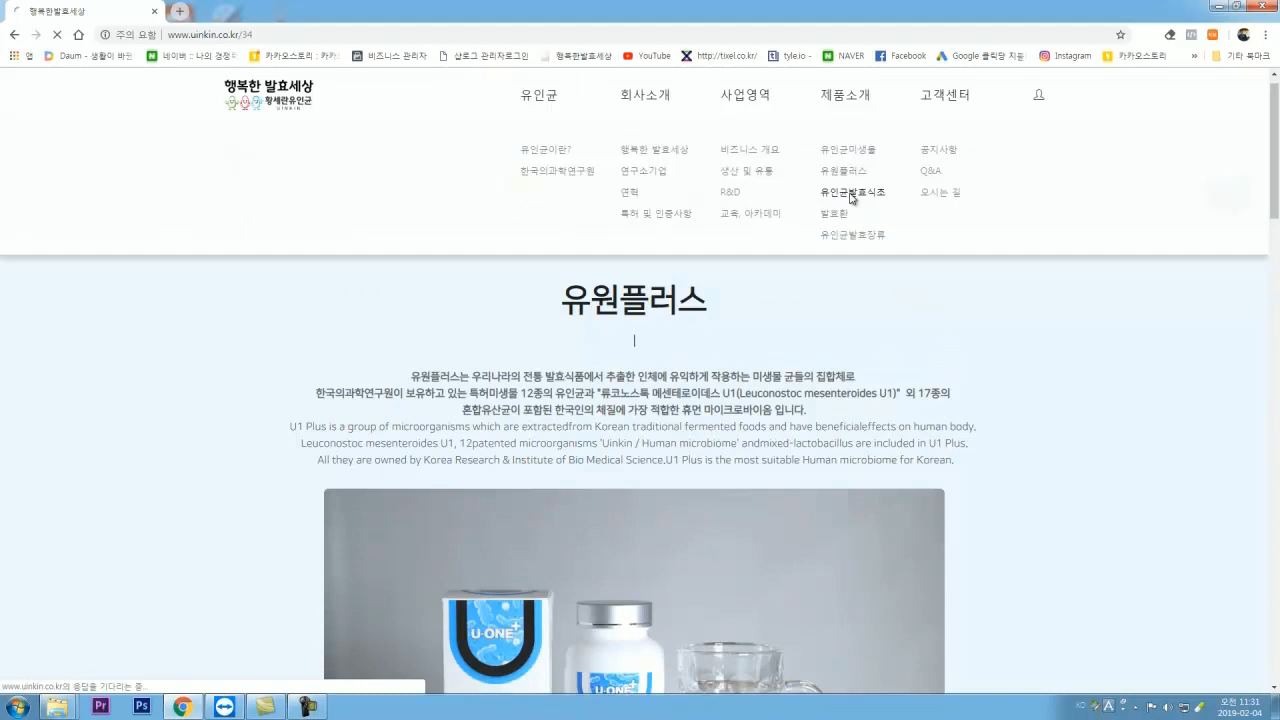 행복한발효세상
주의 요함 | www.uinkin.co.kr/34
앱 Daum - 생활이 바뀐 네이버 :: 나의 경쟁력 카카오스토리 : 카카 비즈니스 관리자 샵로그 관리자로그인 행복한발효세상 YouTube http://tixel.co.kr/ tyle.io - Google 클릭당 지불 NAVER Facebook Instagram 카카오스토리 » 기타 북마크
행복한 발효세상
황세란유인균
UINKIN
유인균 회사소개 사업영역 제품소개 고객센터
유인균이란? 행복한 발효세상 비즈니스 개요 유인균미생물 공지사항
한국의과학연구원 연구소기업 생산 및 유통 유원플러스 Q&A
연혁 R&D 유인균발효식초 오시는 길
특허 및 인증사항 교육, 아카데미 발효환
유인균발효장류
유원플러스
유원플러스는 우리나라의 전통 발효식품에서 추출한 인체에 유익하게 작용하는 미생물 균들의 집합체로
한국의과학연구원이 보유하고 있는 특허미생물 12종의 유인균과 "류코노스톡 메센테로이데스 U1(Leuconostoc mesenteroides U1)" 외 17종의
혼합유산균이 포함된 한국인의 체질에 가장 적합한 휴먼 마이크로바이옴 입니다.
U1 Plus is a group of microorganisms which are extractedfrom Korean traditional fermented foods and have beneficialeffects on human body.
Leuconostoc mesenteroides U1, 12patented microorganisms 'Uinkin / Human microbiome' andmixed-lactobacillus are included in U1 Plus.
All they are owned by Korea Research & Institute of Bio Medical Science.U1 Plus is the most suitable Human microbiome for Korean.
U·ONE+
U·ONE+
www.uinkin.co.kr의 응답을 기다리는 중...
Pr Ps A 오전 11:31
2019-02-04